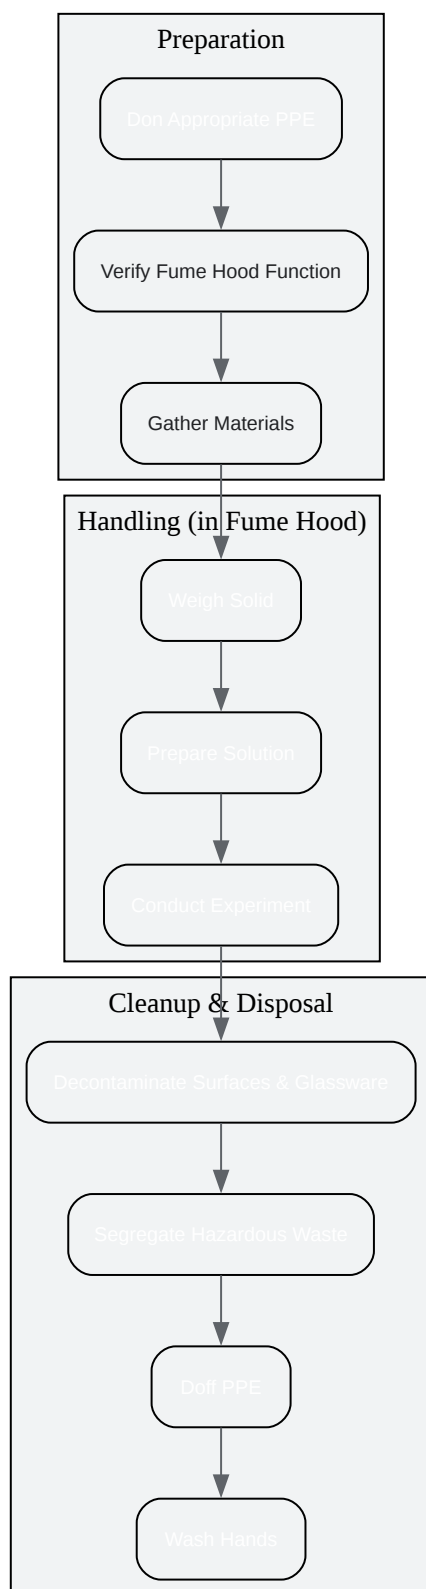 Preparation
Don Appropriate PPE
Verify Fume Hood Function
Gather Materials
Handling (in Fume Hood)
Weigh Solid
Prepare Solution
Conduct Experiment
Cleanup & Disposal
Decontaminate Surfaces & Glassware
Segregate Hazardous Waste
Doff PPE
Wash Hands